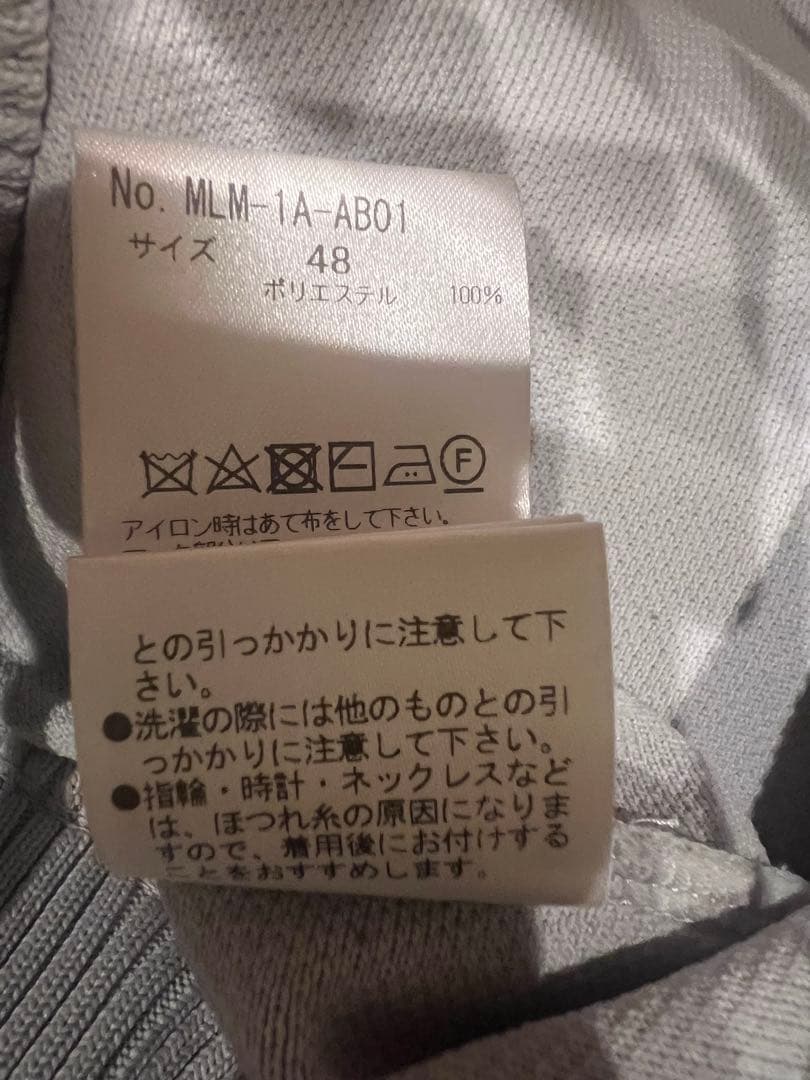 No. MLM-1A-AB01
サイズ 48
ポリエステル 100%
F
アイロン時はあて布をして下さい。
との引っかかりに注意して下
さい。
●洗濯の際には他のものとの引
っかかりに注意して下さい。
●指輪・時計・ネックレスなど
は、ほつれ糸の原因になりま
すので、着用後にお付けする
ことをおすすめします。